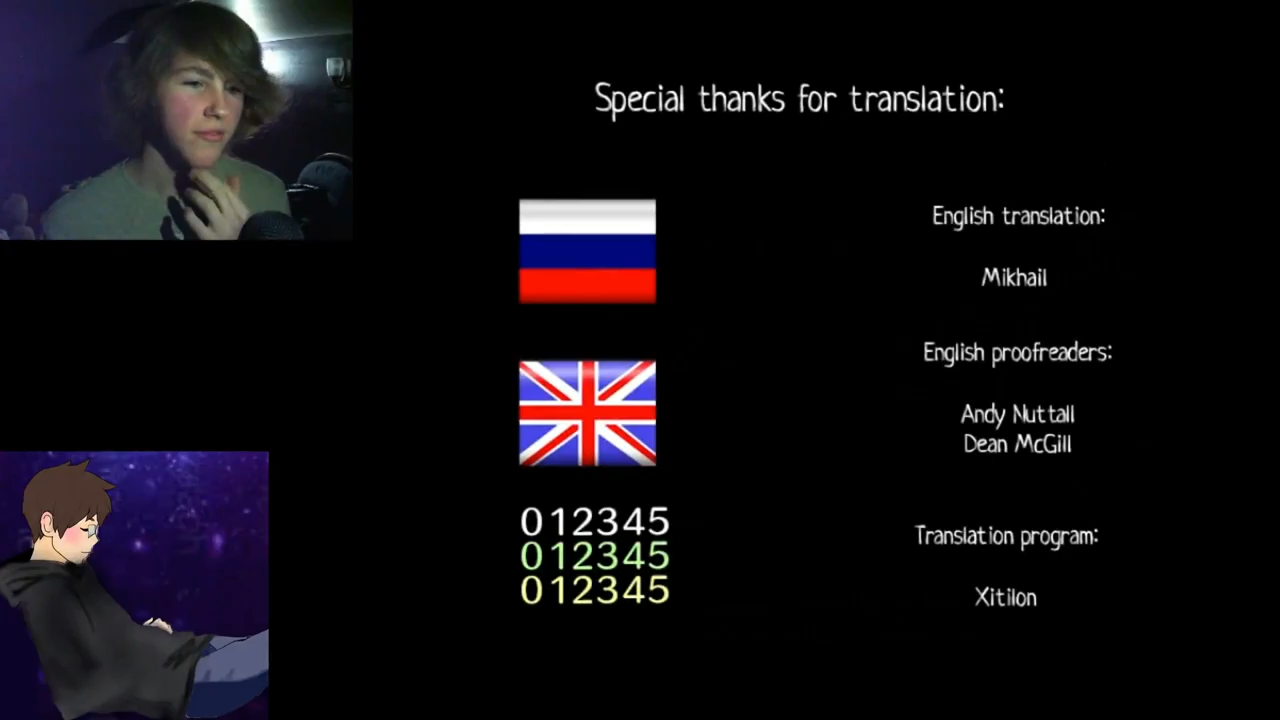 Special thanks for translation:
English translation:
Mikhail
English proofreaders:
Andy Nuttall
Dean McGill
012345
012345
012345
Translation program:
Xitilon